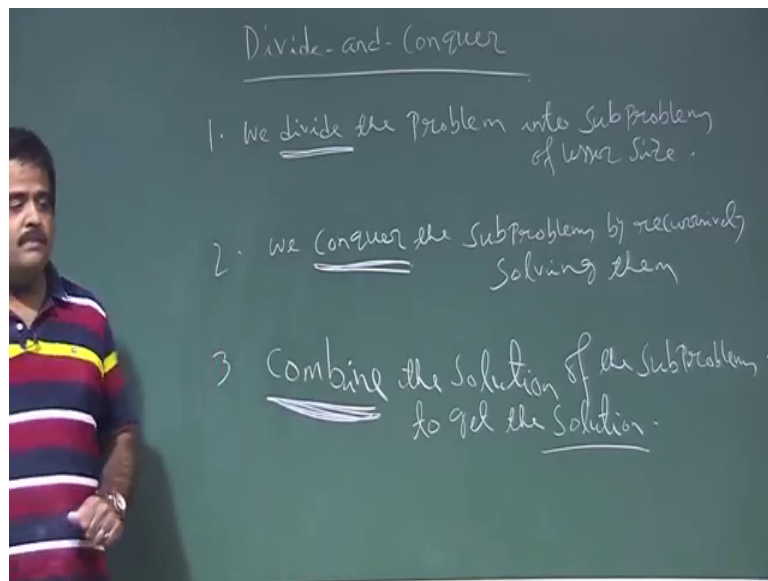 Divide-and-Conquer
1. We divide the Problem into Subproblems
of lesser Size.
2. we Conquer the SubProblems by recursively
Solving them
3 Combine the Solution of the SubProblems
to get the Solution.